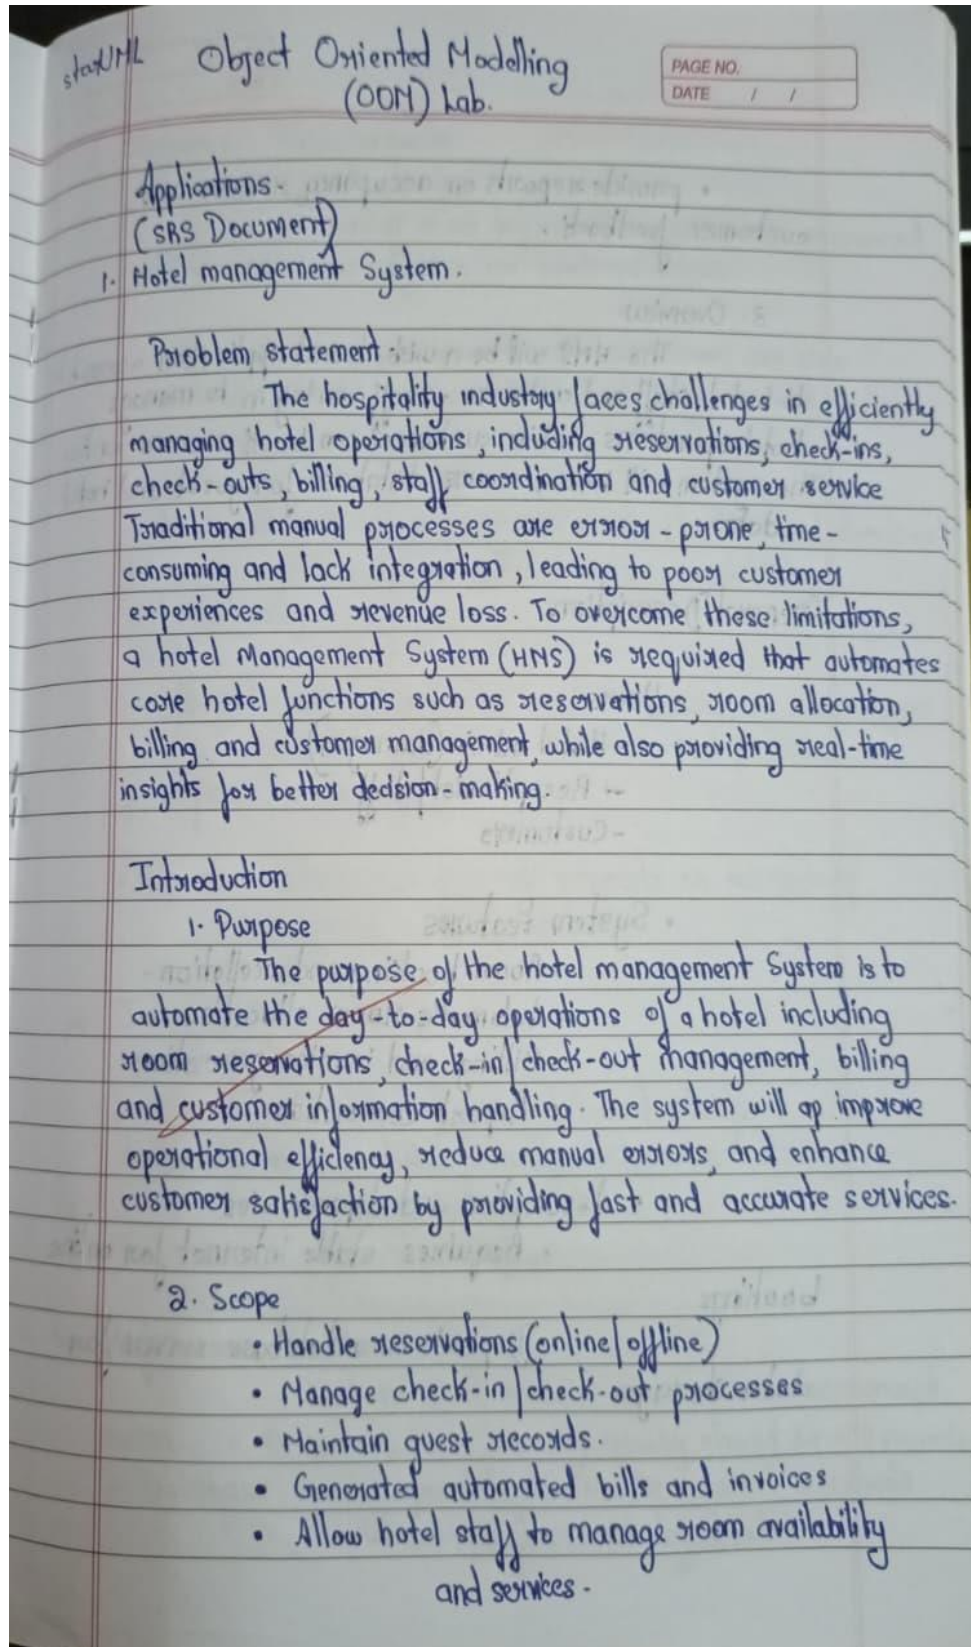 starUML
Object Oriented Modelling
(OOM) Lab.
PAGE NO.
DATE / /
Applications.
(SRS Document)
1. Hotel management System.
Problem statement.
The hospitality industry faces challenges in efficiently
managing hotel operations, including reservations, check-ins,
check-outs, billing, staff coordination and customer service
Traditional manual processes are error-prone, time-
consuming and lack integration, leading to poor customer
experiences and revenue loss. To overcome these limitations,
a hotel Management System (HMS) is required that automates
core hotel functions such as reservations, room allocation,
billing and customer management, while also providing real-time
insights for better decision-making.
Introduction
1. Purpose
The purpose of the hotel management System is to
automate the day-to-day operations of a hotel including
room reservations, check-in/check-out management, billing
and customer information handling. The system will op improve
operational efficiency, reduce manual errors, and enhance
customer satisfaction by providing fast and accurate services.
2. Scope
• Handle reservations (online/offline)
• Manage check-in/check-out processes
• Maintain guest records.
• Generated automated bills and invoices
• Allow hotel staff to manage room availability
and services.